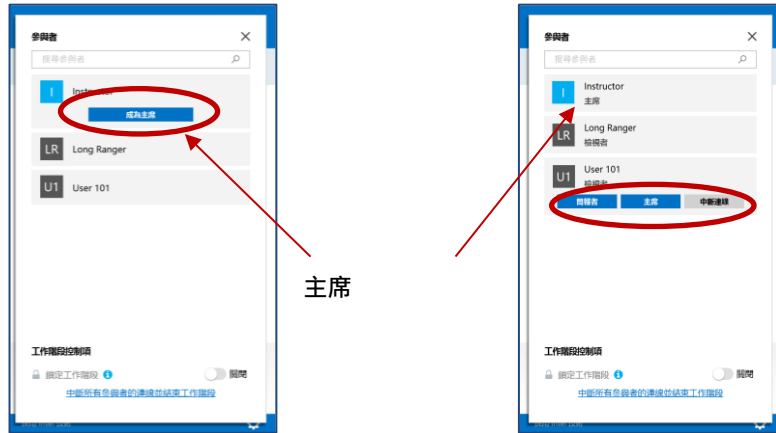 參與者
搜尋參與者
I
Instructor
成為主席
LR
Long Ranger
U1
User 101
工作階段控制項
鎖定工作階段
關閉
中斷所有參與者的連線並結束工作階段
主席
參與者
搜尋參與者
I
Instructor
主席
LR
Long Ranger
檢視者
U1
User 101
檢視者
簡報者
主席
中斷連線
工作階段控制項
鎖定工作階段
關閉
中斷所有參與者的連線並結束工作階段